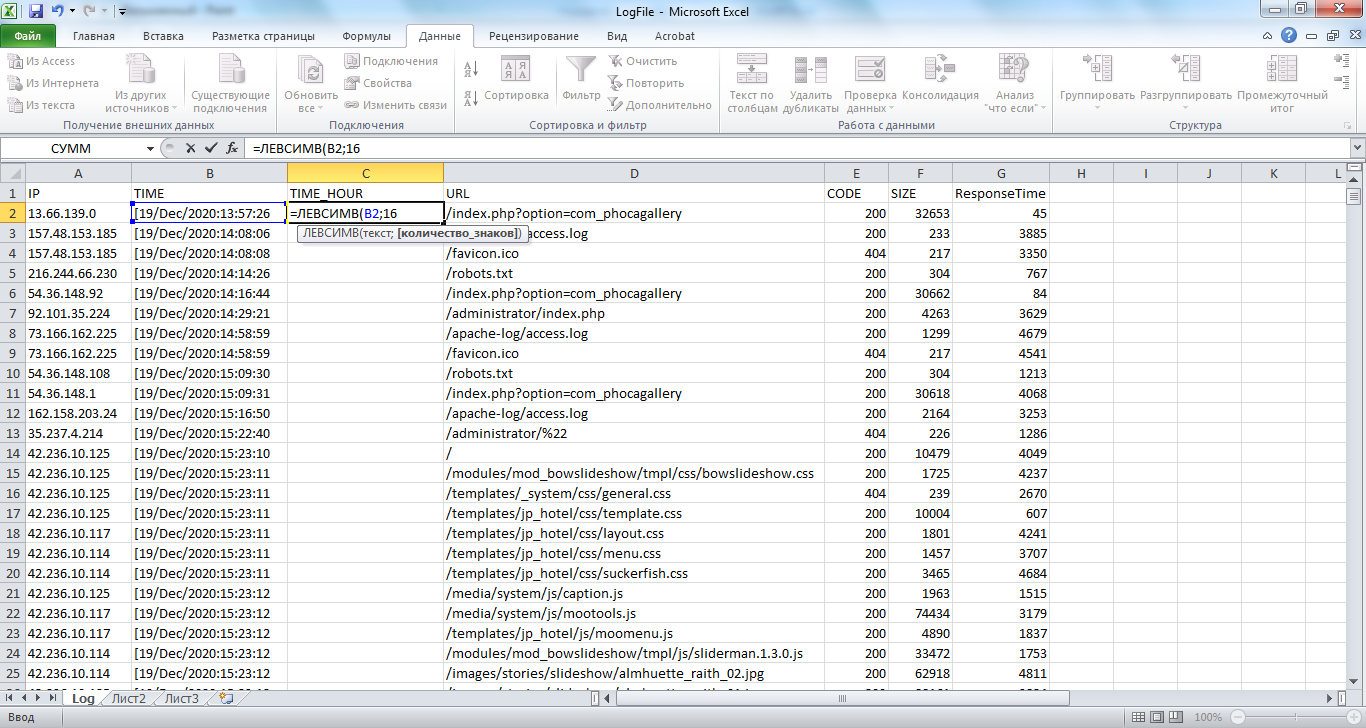 LogFile - Microsoft Excel
Файл Главная Вставка Разметка страницы Формулы Данные Рецензирование Вид Acrobat
Из Access
Из Интернета
Из текста
Из других источников
Существующие подключения
Получение внешних данных
Обновить все
Подключения
Свойства
Изменить связи
Подключения
Сортировка
Фильтр
Очистить
Повторить
Дополнительно
Сортировка и фильтр
Текст по столбцам
Удалить дубликаты
Проверка данных
Консолидация
Анализ "что если"
Работа с данными
Группировать
Разгруппировать
Промежуточный итог
Структура
СУММ =ЛЕВСИМВ(B2;16
A B C D E F G H I J K L
1 IP TIME TIME_HOUR URL CODE SIZE ResponseTime
2 13.66.139.0 [19/Dec/2020:13:57:26 =ЛЕВСИМВ(B2;16 /index.php?option=com_phocagallery 200 32653 45
3 157.48.153.185 [19/Dec/2020:14:08:06 ЛЕВСИМВ(текст; [количество_знаков]) access.log 200 233 3885
4 157.48.153.185 [19/Dec/2020:14:08:08 /favicon.ico 404 217 3350
5 216.244.66.230 [19/Dec/2020:14:14:26 /robots.txt 200 304 767
6 54.36.148.92 [19/Dec/2020:14:16:44 /index.php?option=com_phocagallery 200 30662 84
7 92.101.35.224 [19/Dec/2020:14:29:21 /administrator/index.php 200 4263 3629
8 73.166.162.225 [19/Dec/2020:14:58:59 /apache-log/access.log 200 1299 4679
9 73.166.162.225 [19/Dec/2020:14:58:59 /favicon.ico 404 217 4541
10 54.36.148.108 [19/Dec/2020:15:09:30 /robots.txt 200 304 1213
11 54.36.148.1 [19/Dec/2020:15:09:31 /index.php?option=com_phocagallery 200 30618 4068
12 162.158.203.24 [19/Dec/2020:15:16:50 /apache-log/access.log 200 2164 3253
13 35.237.4.214 [19/Dec/2020:15:22:40 /administrator/%22 404 226 1286
14 42.236.10.125 [19/Dec/2020:15:23:10 / 200 10479 4049
15 42.236.10.125 [19/Dec/2020:15:23:11 /modules/mod_bowslideshow/tmpl/css/bowslideshow.css 200 1725 4237
16 42.236.10.125 [19/Dec/2020:15:23:11 /templates/_system/css/general.css 404 239 2670
17 42.236.10.125 [19/Dec/2020:15:23:11 /templates/jp_hotel/css/template.css 200 10004 607
18 42.236.10.117 [19/Dec/2020:15:23:11 /templates/jp_hotel/css/layout.css 200 1801 4241
19 42.236.10.114 [19/Dec/2020:15:23:11 /templates/jp_hotel/css/menu.css 200 1457 3707
20 42.236.10.114 [19/Dec/2020:15:23:11 /templates/jp_hotel/css/suckerfish.css 200 3465 4684
21 42.236.10.125 [19/Dec/2020:15:23:12 /media/system/js/caption.js 200 1963 1515
22 42.236.10.117 [19/Dec/2020:15:23:12 /media/system/js/mootools.js 200 74434 3179
23 42.236.10.117 [19/Dec/2020:15:23:12 /templates/jp_hotel/js/moomenu.js 200 4890 1837
24 42.236.10.114 [19/Dec/2020:15:23:12 /modules/mod_bowslideshow/tmpl/js/sliderman.1.3.0.js 200 33472 1753
25 42.236.10.114 [19/Dec/2020:15:23:12 /images/stories/slideshow/almhuette_raith_02.jpg 200 62918 4811
Log Лист2 Лист3
Ввод 100%